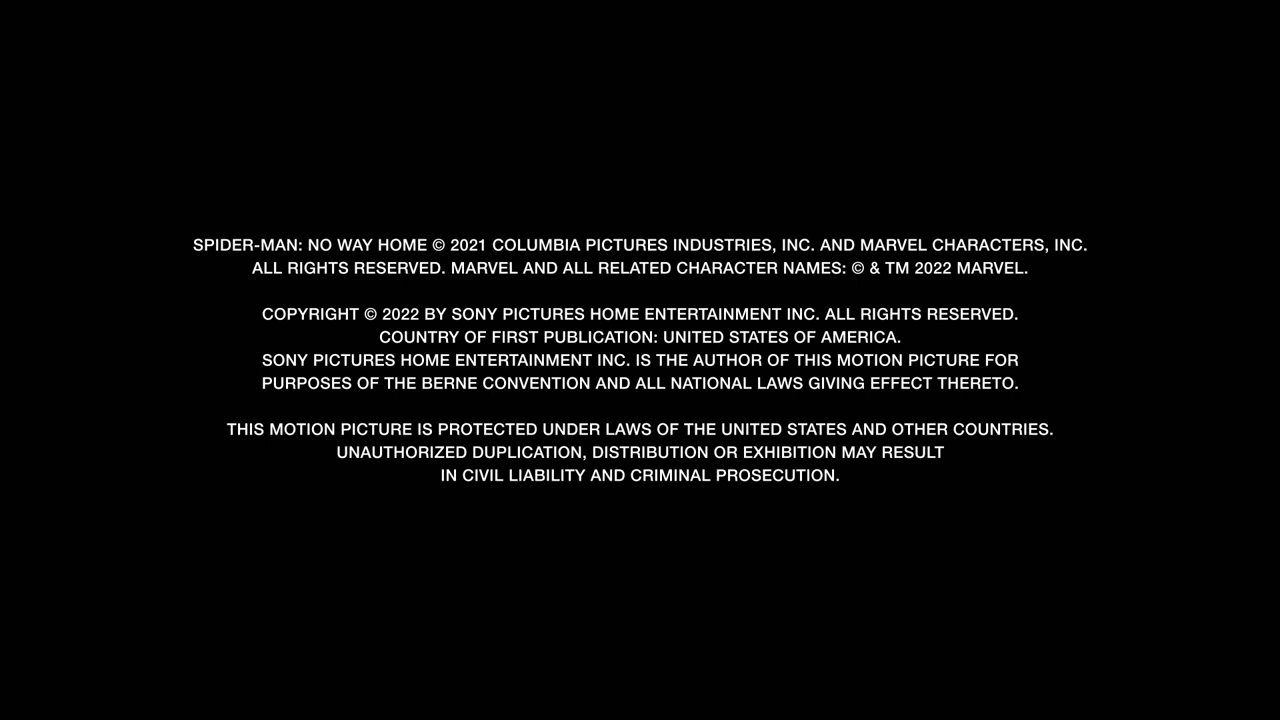 SPIDER-MAN: NO WAY HOME © 2021 COLUMBIA PICTURES INDUSTRIES, INC. AND MARVEL CHARACTERS, INC.
ALL RIGHTS RESERVED. MARVEL AND ALL RELATED CHARACTER NAMES: © & TM 2022 MARVEL.
COPYRIGHT © 2022 BY SONY PICTURES HOME ENTERTAINMENT INC. ALL RIGHTS RESERVED.
COUNTRY OF FIRST PUBLICATION: UNITED STATES OF AMERICA.
SONY PICTURES HOME ENTERTAINMENT INC. IS THE AUTHOR OF THIS MOTION PICTURE FOR
PURPOSES OF THE BERNE CONVENTION AND ALL NATIONAL LAWS GIVING EFFECT THERETO.
THIS MOTION PICTURE IS PROTECTED UNDER LAWS OF THE UNITED STATES AND OTHER COUNTRIES.
UNAUTHORIZED DUPLICATION, DISTRIBUTION OR EXHIBITION MAY RESULT
IN CIVIL LIABILITY AND CRIMINAL PROSECUTION.